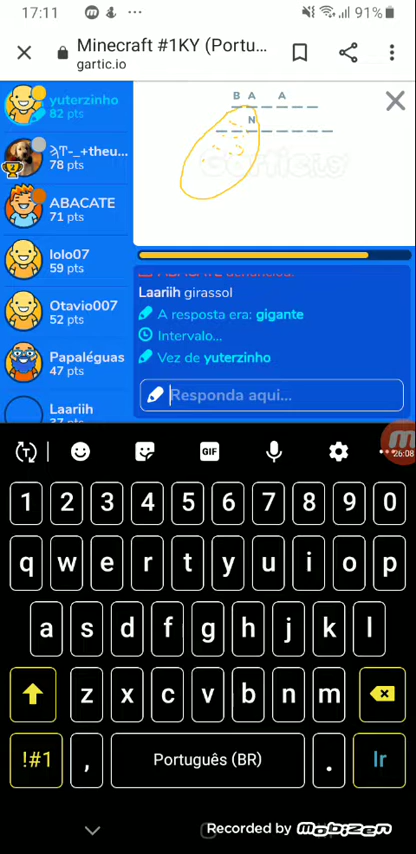 17:11 91%
Minecraft #1KY (Portu...
gartic.io
yuterzinho
82 pts
78 pts
ABACATE
71 pts
lolo07
59 pts
Otavio007
52 pts
Papaléguas
47 pts
Laariih
B A A
N
Laariih girassol
A resposta era: gigante
Intervalo...
Vez de yuterzinho
Responda aqui...
T GIF
26:08
1 2 3 4 5 6 7 8 9 0
q w e r t y u i o p
a s d f g h j k l
z x c v b n m
!#1 , Português (BR) . Ir
Recorded by mobizen